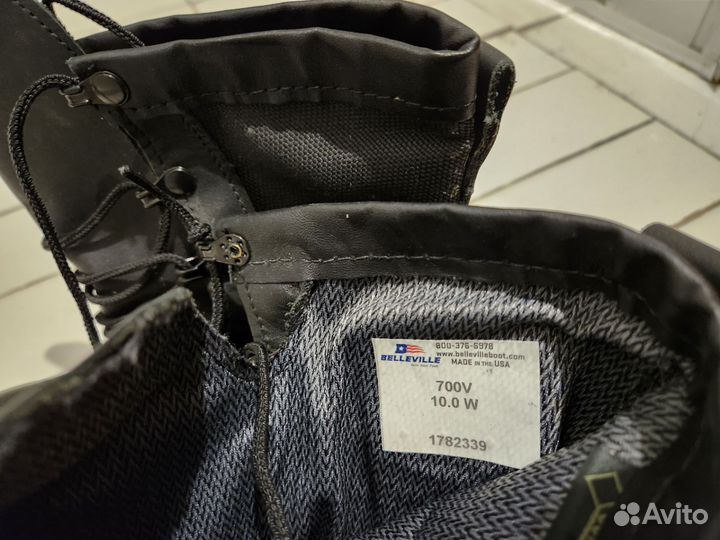 800-376-6978
www.bellevilleboot.com
MADE IN THE USA
BELLEVILLE
700V
10.0 W
1782339
Avito